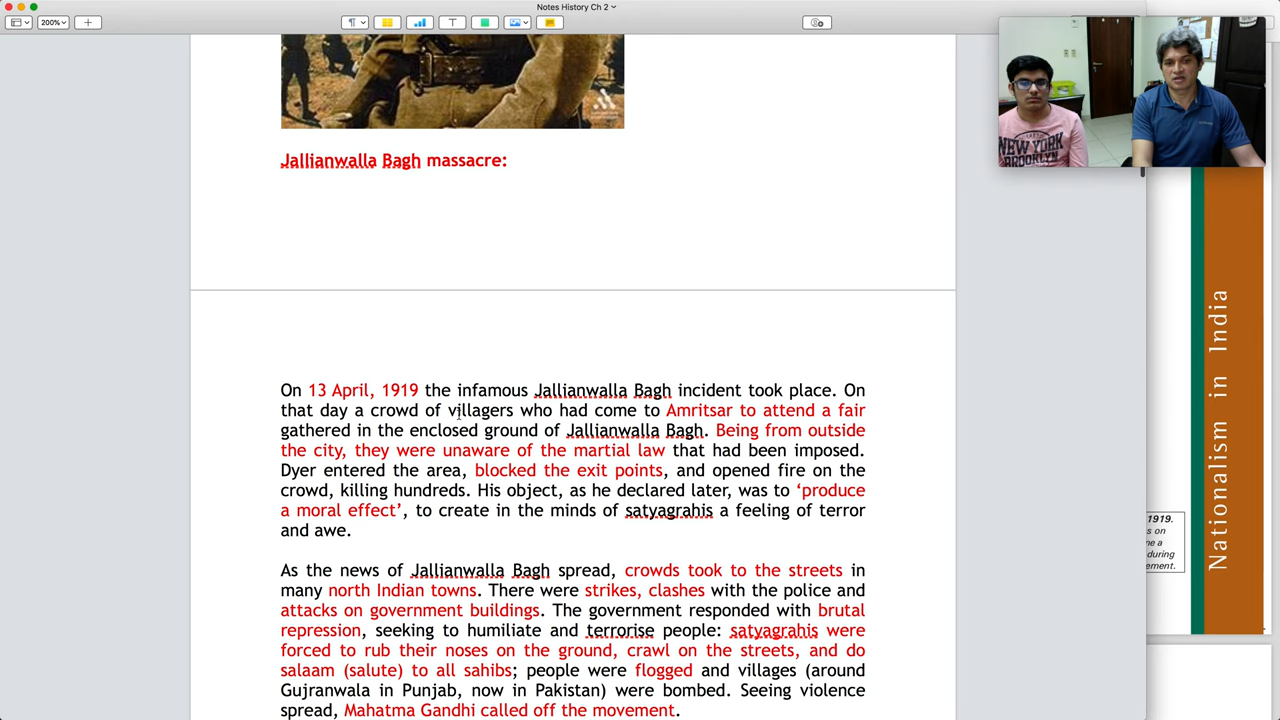 Notes History Ch 2
200%
Jallianwalla Bagh massacre:
On 13 April, 1919 the infamous Jallianwalla Bagh incident took place. On
that day a crowd of villagers who had come to Amritsar to attend a fair
gathered in the enclosed ground of Jallianwalla Bagh. Being from outside
the city, they were unaware of the martial law that had been imposed.
Dyer entered the area, blocked the exit points, and opened fire on the
crowd, killing hundreds. His object, as he declared later, was to ‘produce
a moral effect’, to create in the minds of satyagrahis a feeling of terror
and awe.
As the news of Jallianwalla Bagh spread, crowds took to the streets in
many north Indian towns. There were strikes, clashes with the police and
attacks on government buildings. The government responded with brutal
repression, seeking to humiliate and terrorise people: satyagrahis were
forced to rub their noses on the ground, crawl on the streets, and do
salaam (salute) to all sahibs; people were flogged and villages (around
Gujranwala in Punjab, now in Pakistan) were bombed. Seeing violence
spread, Mahatma Gandhi called off the movement.
NEW YORK
BROOKLYN
Nationalism in India
1919.
s on
ne a
during
ement.